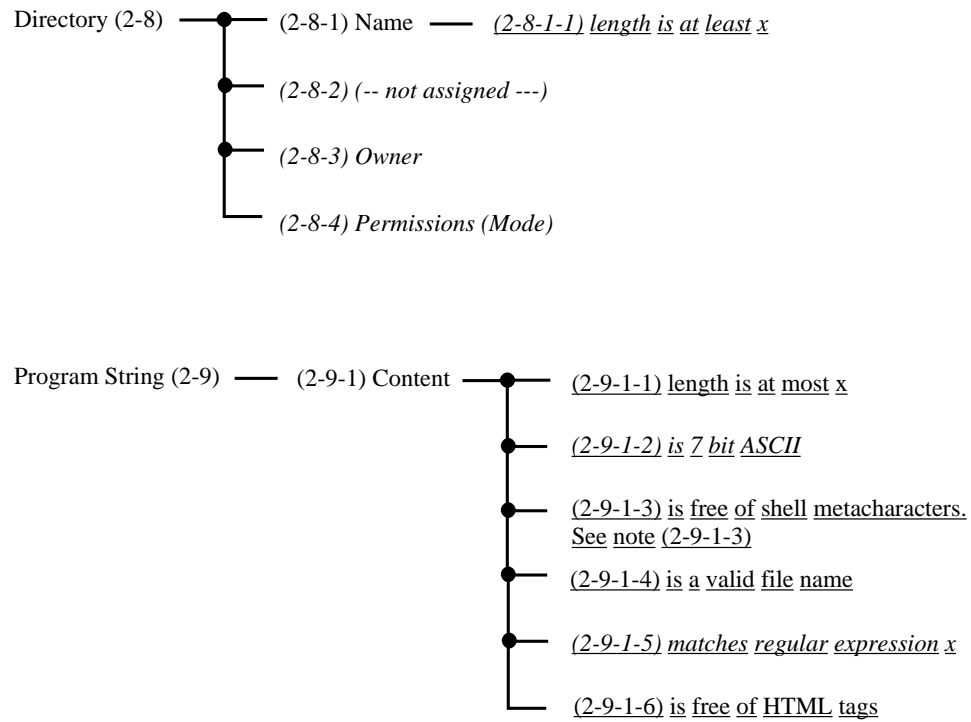 Directory (2-8) (2-8-1) Name (2-8-1-1) length is at least x
(2-8-2) (-- not assigned ---)
(2-8-3) Owner
(2-8-4) Permissions (Mode)
Program String (2-9) (2-9-1) Content (2-9-1-1) length is at most x
(2-9-1-2) is 7 bit ASCII
(2-9-1-3) is free of shell metacharacters.
See note (2-9-1-3)
(2-9-1-4) is a valid file name
(2-9-1-5) matches regular expression x
(2-9-1-6) is free of HTML tags